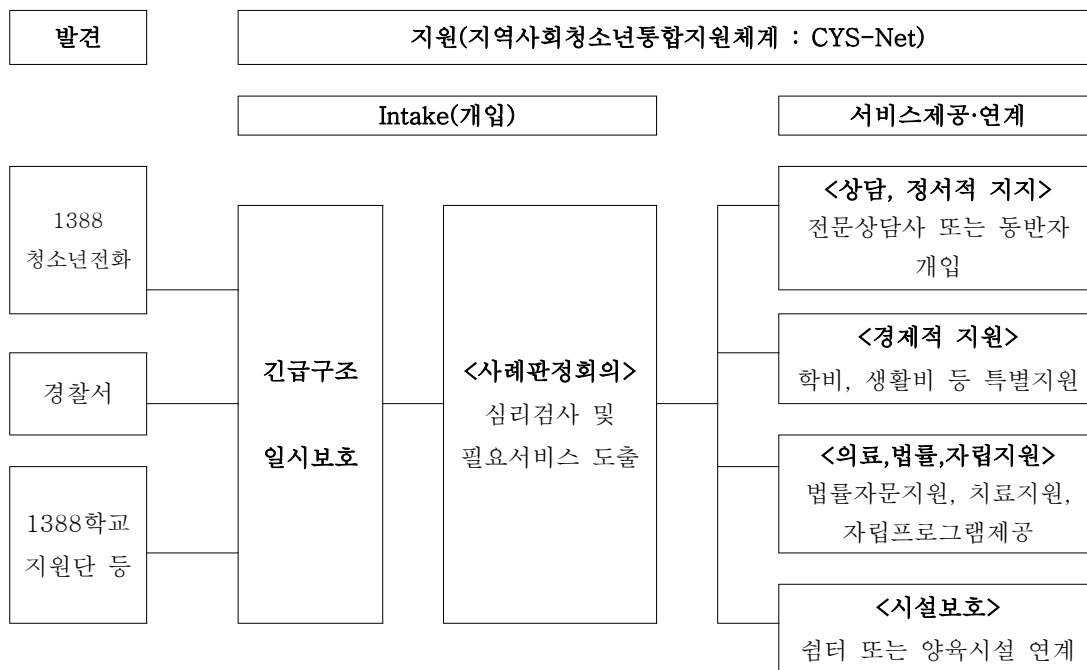 발견
지원(지역사회청소년통합지원체계 : CYS-Net)
Intake(개입)
서비스제공·연계
1388
청소년전화
경찰서
1388학교
지원단 등
긴급구조
일시보호
<사례판정회의>
심리검사 및
필요서비스 도출
<상담, 정서적 지지>
전문상담사 또는 동반자
개입
<경제적 지원>
학비, 생활비 등 특별지원
<의료,법률,자립지원>
법률자문지원, 치료지원,
자립프로그램제공
<시설보호>
쉼터 또는 양육시설 연계